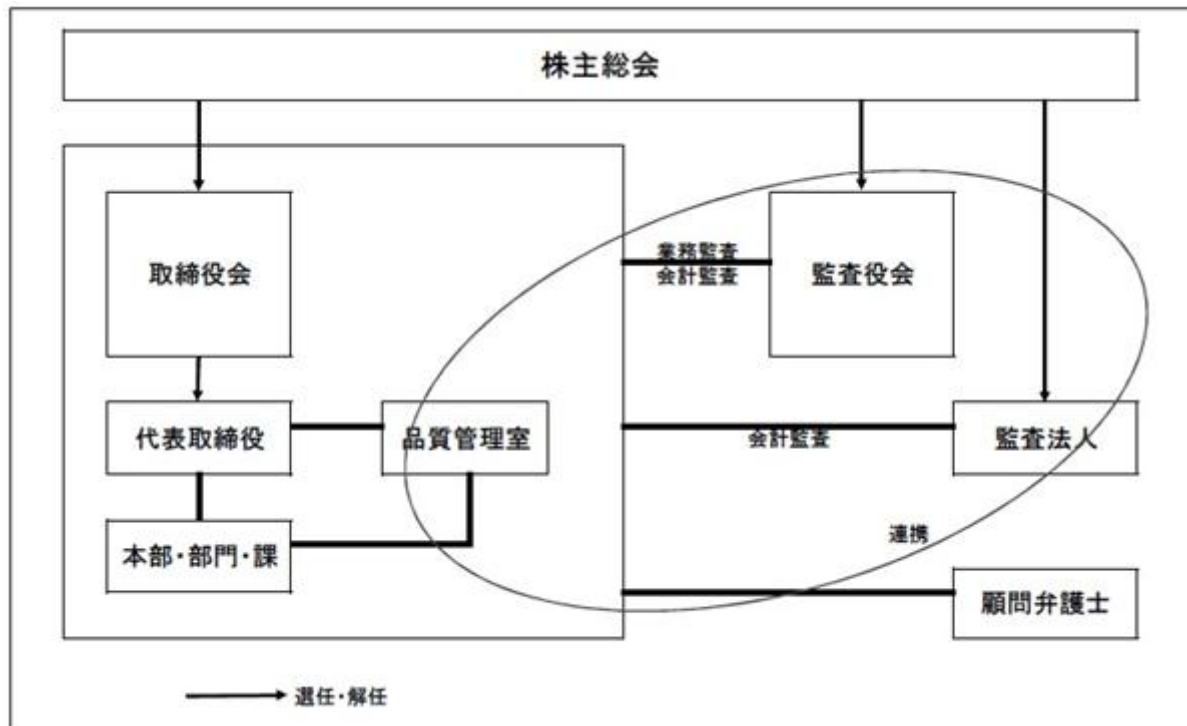 株主総会
取締役会
業務監査
会計監査
監査役会
代表取締役
品質管理室
会計監査
監査法人
本部・部門・課
連携
顧問弁護士
選任・解任